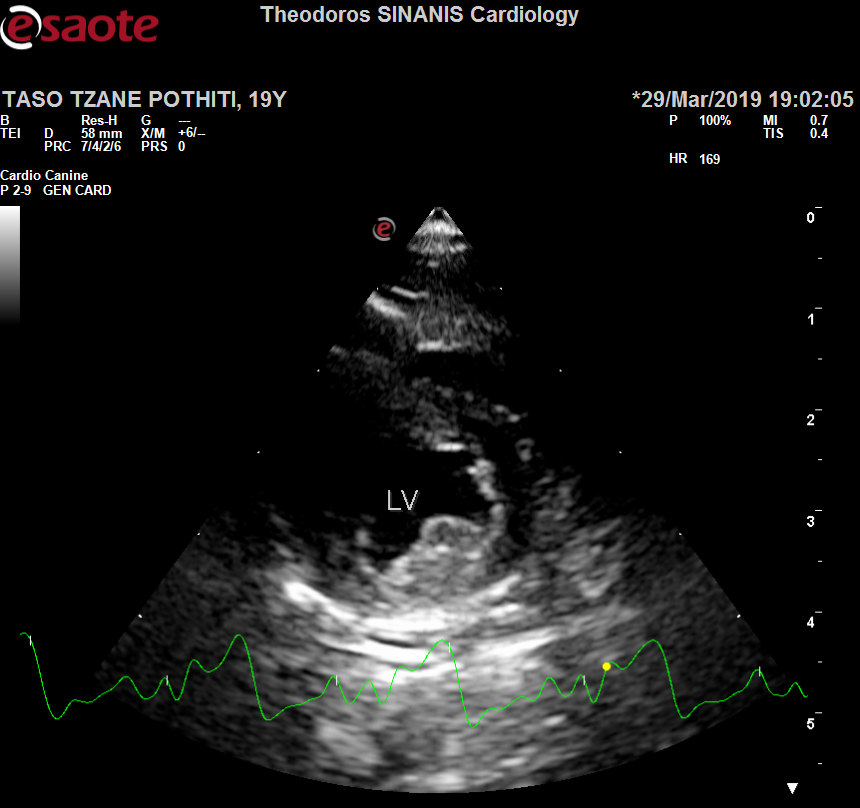 esaote
Theodoros SINANIS Cardiology
TASO TZANE POTHITI, 19Y
*29/Mar/2019 19:02:05
B Res-H G ---
TEI D 58 mm X/M +6/--
PRC 7/4/2/6 PRS 0
P 100% MI 0.7
TIS 0.4
HR 169
Cardio Canine
P 2-9 GEN CARD
e
0
1
2
LV
3
4
5